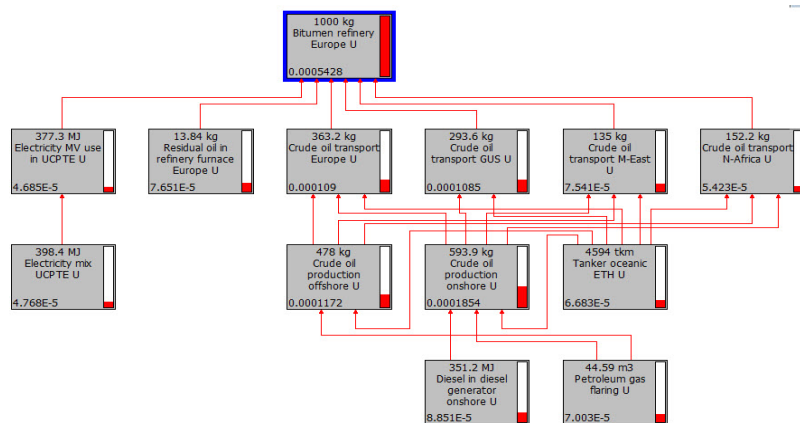 1000 kg
Bitumen refinery
Europe U
0.0005428
377.3 MJ
Electricity MV use
in UCPTE U
4.685E-5
13.84 kg
Residual oil in
refinery furnace
Europe U
7.651E-5
363.2 kg
Crude oil transport
Europe U
0.000109
293.6 kg
Crude oil
transport GUS U
0.0001085
135 kg
Crude oil
transport M-East
U
7.541E-5
152.2 kg
Crude oil transport
N-Africa U
5.423E-5
398.4 MJ
Electricity mix
UCPTE U
4.768E-5
478 kg
Crude oil
production
offshore U
0.0001172
593.9 kg
Crude oil
production
onshore U
0.0001854
4594 tkm
Tanker oceanic
ETH U
6.683E-5
351.2 MJ
Diesel in diesel
generator
onshore U
8.851E-5
44.59 m3
Petroleum gas
flaring U
7.003E-5